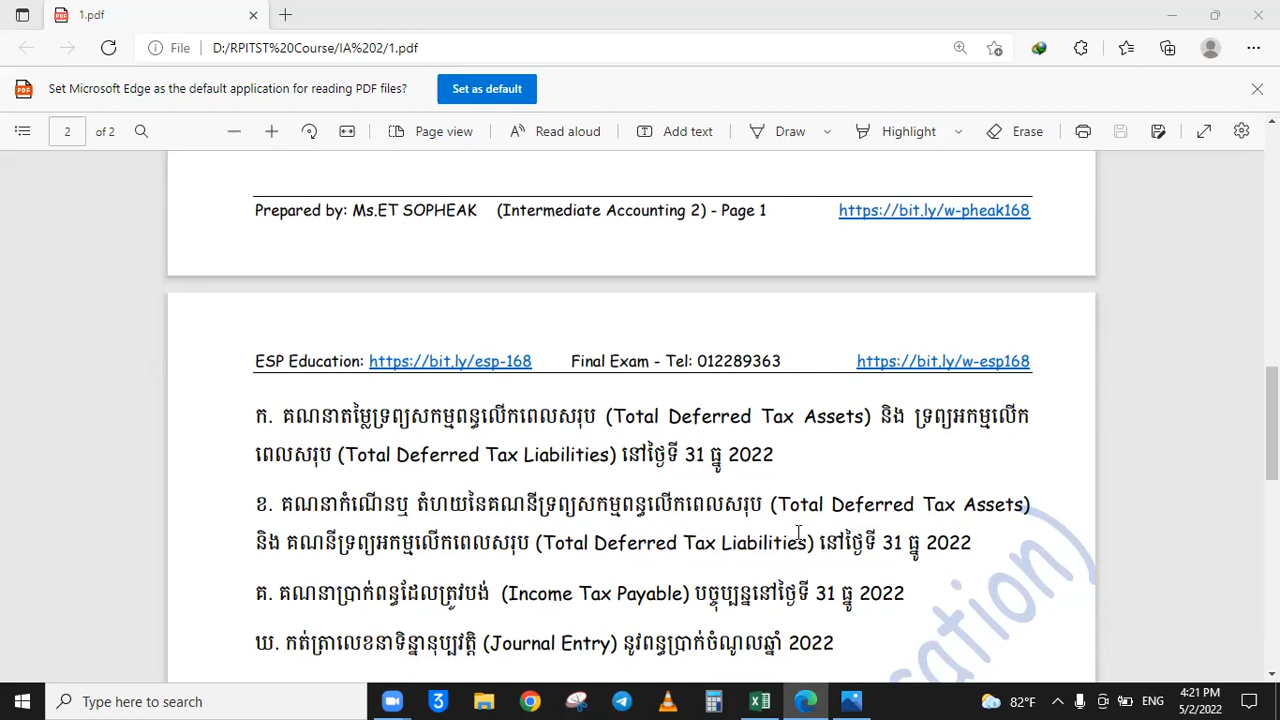 1.pdf
File D:/RPITST%20Course/IA%202/1.pdf
Set Microsoft Edge as the default application for reading PDF files? Set as default
2 of 2 Page view Read aloud Add text Draw Highlight Erase
Prepared by: Ms.ET SOPHEAK (Intermediate Accounting 2) - Page 1 https://bit.ly/w-pheak168
ESP Education: https://bit.ly/esp-168 Final Exam - Tel: 012289363 https://bit.ly/w-esp168
ក. គណនាតម្លៃទ្រព្យសកម្មពន្ធលើកពេលសរុប (Total Deferred Tax Assets) និង ទ្រព្យអកម្មលើក
ពេលសរុប (Total Deferred Tax Liabilities) នៅថ្ងៃទី 31 ធ្នូ 2022
ខ. គណនាកំណើនឬ តំហយនៃគណនីទ្រព្យសកម្មពន្ធលើកពេលសរុប (Total Deferred Tax Assets)
និង គណនីទ្រព្យអកម្មលើកពេលសរុប (Total Deferred Tax Liabilities) នៅថ្ងៃទី 31 ធ្នូ 2022
គ. គណនាប្រាក់ពន្ធដែលត្រូវបង់ (Income Tax Payable) បច្ចុប្បន្ននៅថ្ងៃទី 31 ធ្នូ 2022
ឃ. កត់ត្រាលេខនាទិន្នានុប្បវត្តិ (Journal Entry) នូវពន្ធប្រាក់ចំណូលឆ្នាំ 2022
Type here to search 82°F ENG 4:21 PM
5/2/2022